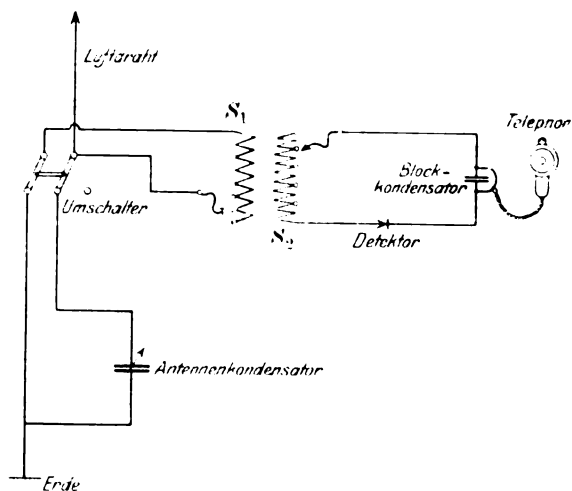 Luftdraht
S₁
Telephon
Block-
kondensator
Umschalter
S₂
Detektor
Antennenkondensator
Erde